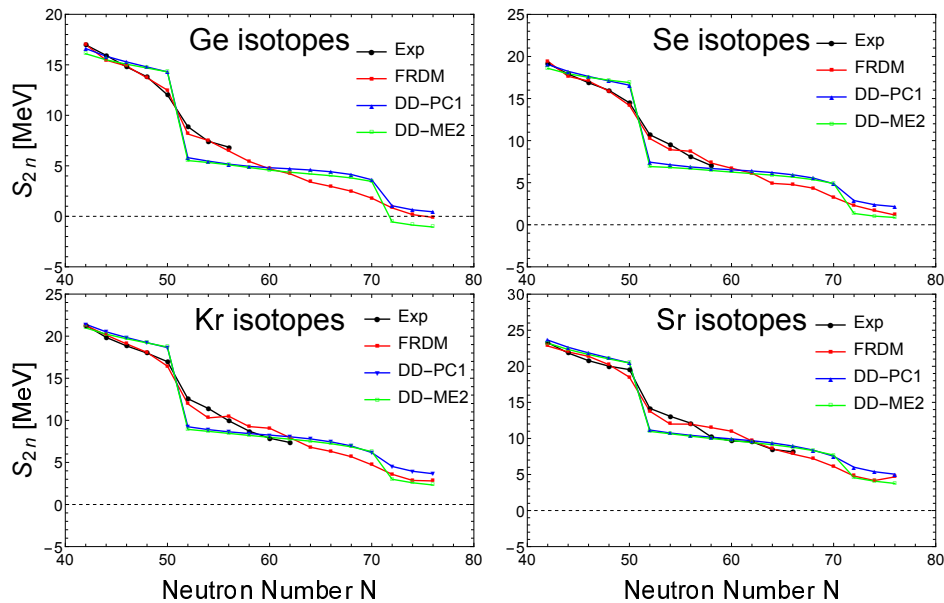 Ge isotopes
Exp
FRDM
DD-PC1
DD-ME2
S2n [MeV]
20
15
10
5
0
-5
40
50
60
70
80
Se isotopes
Exp
FRDM
DD-PC1
DD-ME2
25
20
15
10
5
0
-5
40
50
60
70
80
Kr isotopes
Exp
FRDM
DD-PC1
DD-ME2
S2n [MeV]
25
20
15
10
5
0
-5
40
50
60
70
80
Neutron Number N
Sr isotopes
Exp
FRDM
DD-PC1
DD-ME2
30
25
20
15
10
5
0
-5
40
50
60
70
80
Neutron Number N